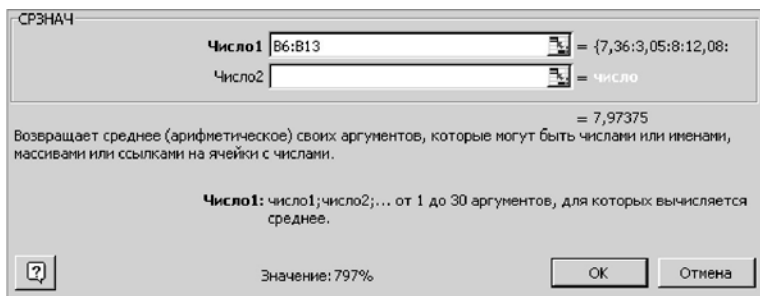 СРЗНАЧ
Число1 B6:B13 = {7,36:3,05:8:12,08:
Число2 = число
= 7,97375
Возвращает среднее (арифметическое) своих аргументов, которые могут быть числами или именами,
массивами или ссылками на ячейки с числами.
Число1: число1;число2;... от 1 до 30 аргументов, для которых вычисляется
среднее.
? Значение:797% ОК Отмена